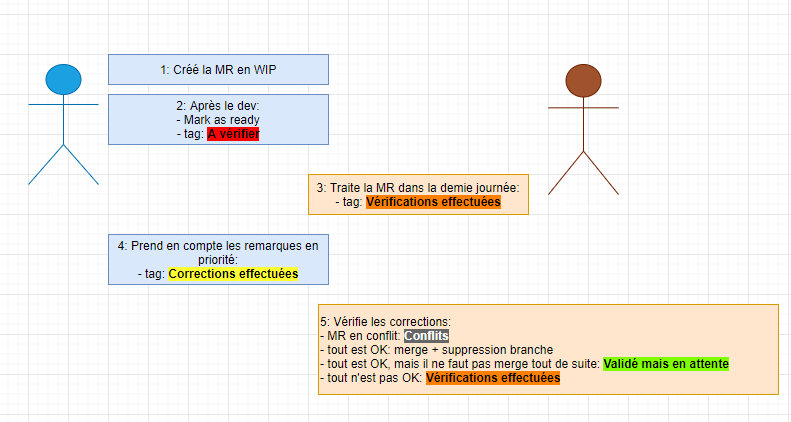 1: Créé la MR en WIP
2: Après le dev:
- Mark as ready
- tag: A vérifier
3: Traite la MR dans la demie journée:
- tag: Vérifications effectuées
4: Prend en compte les remarques en
priorité:
- tag: Corrections effectuées
5: Vérifie les corrections:
- MR en conflit: Conflits
- tout est OK: merge + suppression branche
- tout est OK, mais il ne faut pas merge tout de suite: Validé mais en attente
- tout n'est pas OK: Vérifications effectuées